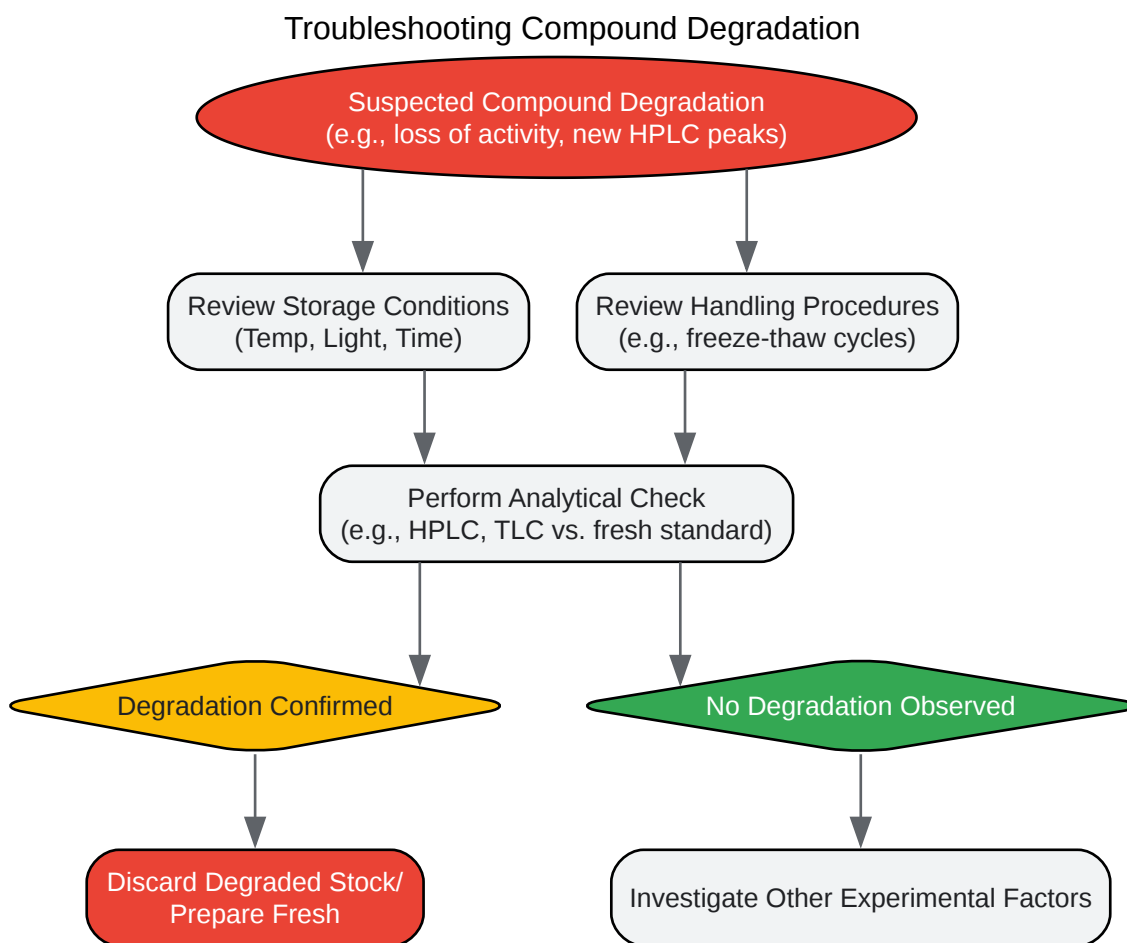 Troubleshooting Compound Degradation
Suspected Compound Degradation
(e.g., loss of activity, new HPLC peaks)
Review Storage Conditions
(Temp, Light, Time)
Review Handling Procedures
(e.g., freeze-thaw cycles)
Perform Analytical Check
(e.g., HPLC, TLC vs. fresh standard)
Degradation Confirmed
No Degradation Observed
Discard Degraded Stock/
Prepare Fresh
Investigate Other Experimental Factors